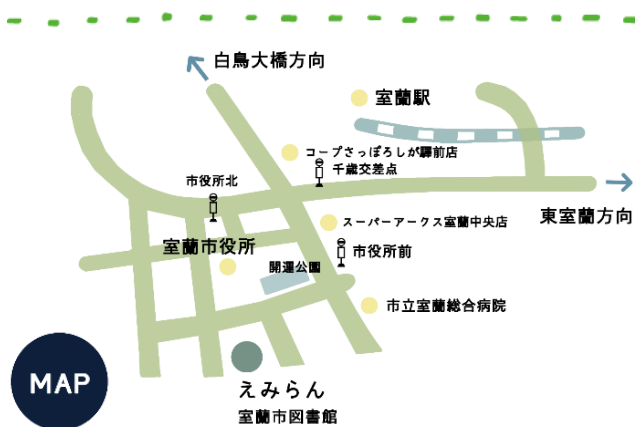 白鳥大橋方向
室蘭駅
コープさっぽろしが驛前店
千歳交差点
市役所北
東室蘭方向
スーパーアークス室蘭中央店
室蘭市役所
市役所前
開運公園
市立室蘭総合病院
MAP
えみらん
室蘭市図書館